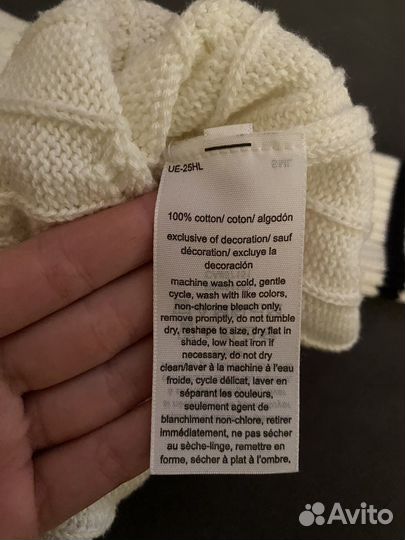 UE-25HL
100% cotton/ coton/ algodón
exclusive of decoration/ sauf
décoration/ excluye la
decoración
machine wash cold, gentle
cycle, wash with like colors,
non-chlorine bleach only,
remove promptly, do not tumble
dry, reshape to size, dry flat in
shade, low heat iron if
necessary, do not dry
clean/laver à la machine à l'eau
froide, cycle délicat, laver en
séparant les couleurs,
seulement agent de
blanchiment non-chlore, retirer
immédiatement, ne pas sécher
au sèche-linge, remettre en
forme, sécher à plat à l'ombre,
Avito